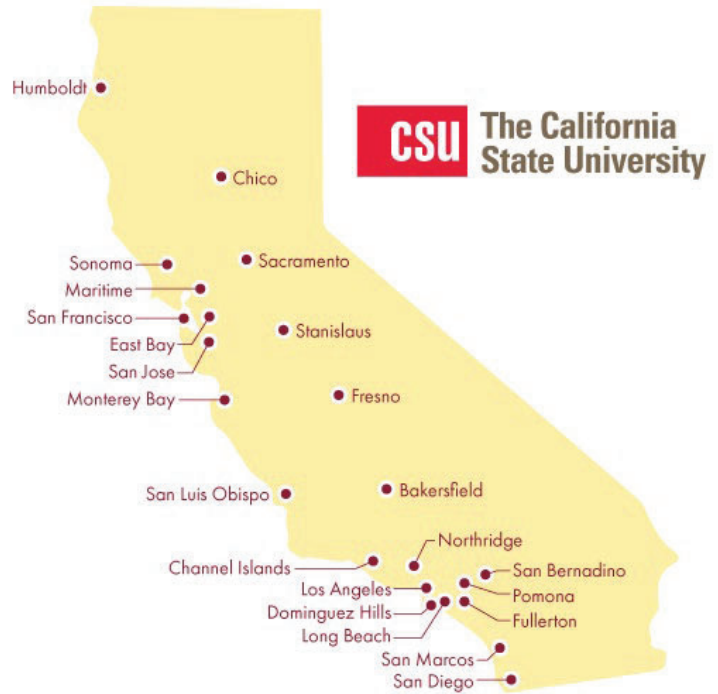 Humboldt
CSU
The California
State University
Chico
Sonoma
Sacramento
Maritime
San Francisco
East Bay
Stanislaus
San Jose
Monterey Bay
Fresno
San Luis Obispo
Bakersfield
Northridge
Channel Islands
San Bernadino
Los Angeles
Pomona
Dominguez Hills
Fullerton
Long Beach
San Marcos
San Diego